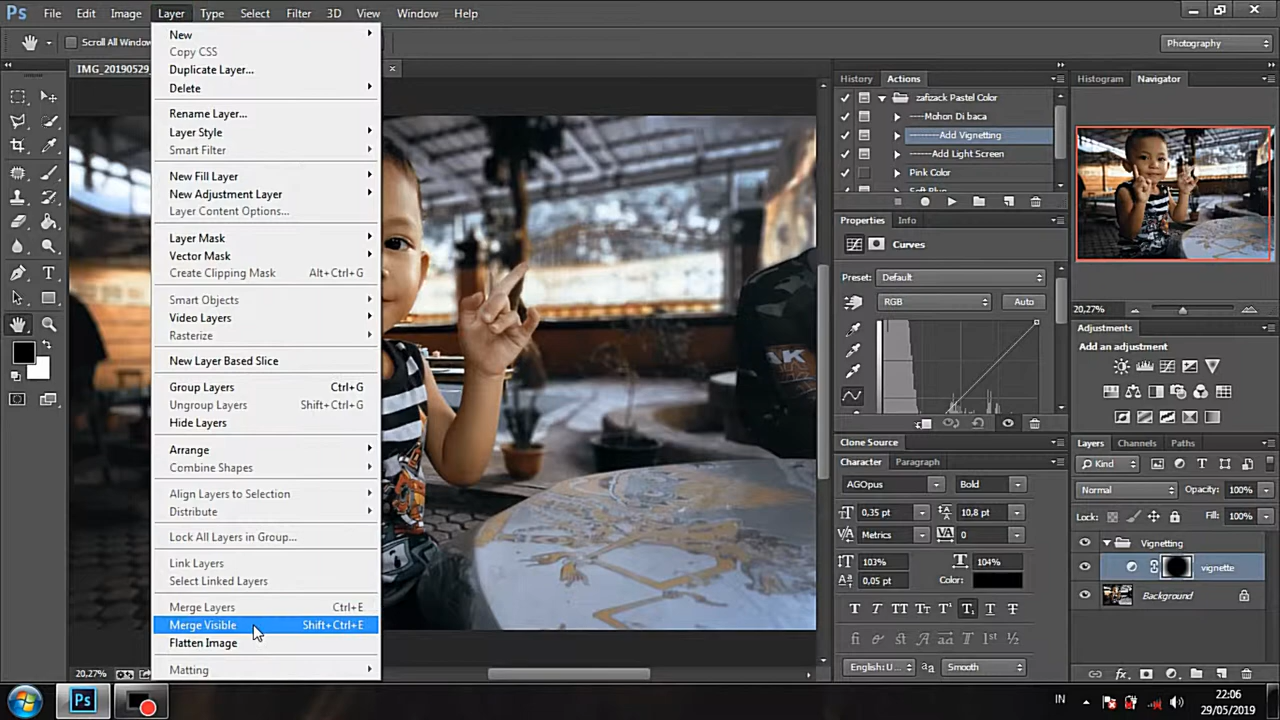 Ps File Edit Image Layer Type Select Filter 3D View Window Help
Scroll All Window
Photography
IMG_20190529_
New
Copy CSS
Duplicate Layer...
Delete
Rename Layer...
Layer Style
Smart Filter
New Fill Layer
New Adjustment Layer
Layer Content Options...
Layer Mask
Vector Mask
Create Clipping Mask Alt+Ctrl+G
Smart Objects
Video Layers
Rasterize
New Layer Based Slice
Group Layers Ctrl+G
Ungroup Layers Shift+Ctrl+G
Hide Layers
Arrange
Combine Shapes
Align Layers to Selection
Distribute
Lock All Layers in Group...
Link Layers
Select Linked Layers
Merge Layers Ctrl+E
Merge Visible Shift+Ctrl+E
Flatten Image
Matting
20,27%
AK
History Actions
zafizack Pastel Color
---Mohon Di baca
--------Add Vignetting
------Add Light Screen
Pink Color
Properties Info
Curves
Preset: Default
RGB Auto
Clone Source
Character Paragraph
AGOpus Bold
0,35 pt 10,8 pt
Metrics 0
103% 104%
0,05 pt Color:
English: U... aa Smooth
Histogram Navigator
20,27%
Adjustments
Add an adjustment
Layers Channels Paths
Kind
Normal Opacity: 100%
Lock: Fill: 100%
Vignetting
vignette
Background
fx
Ps
IN
22:06
29/05/2019